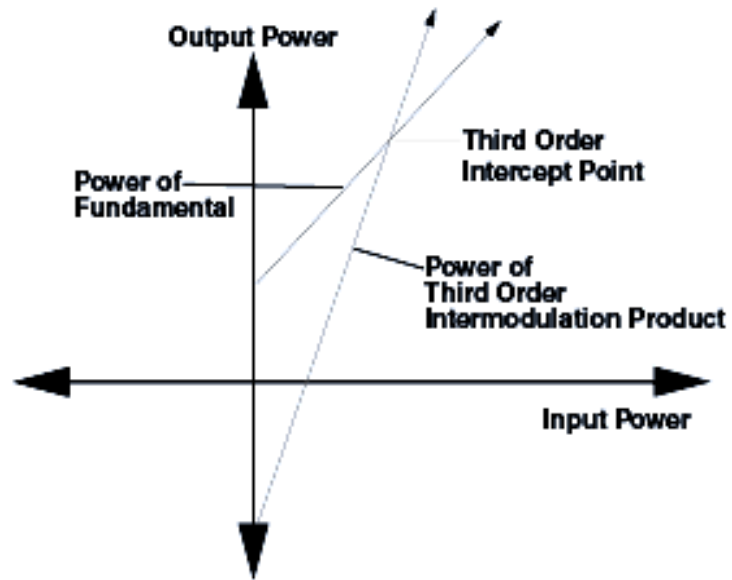 Output Power
Third Order
Intercept Point
Power of
Fundamental
Power of
Third Order
Intermodulation Product
Input Power